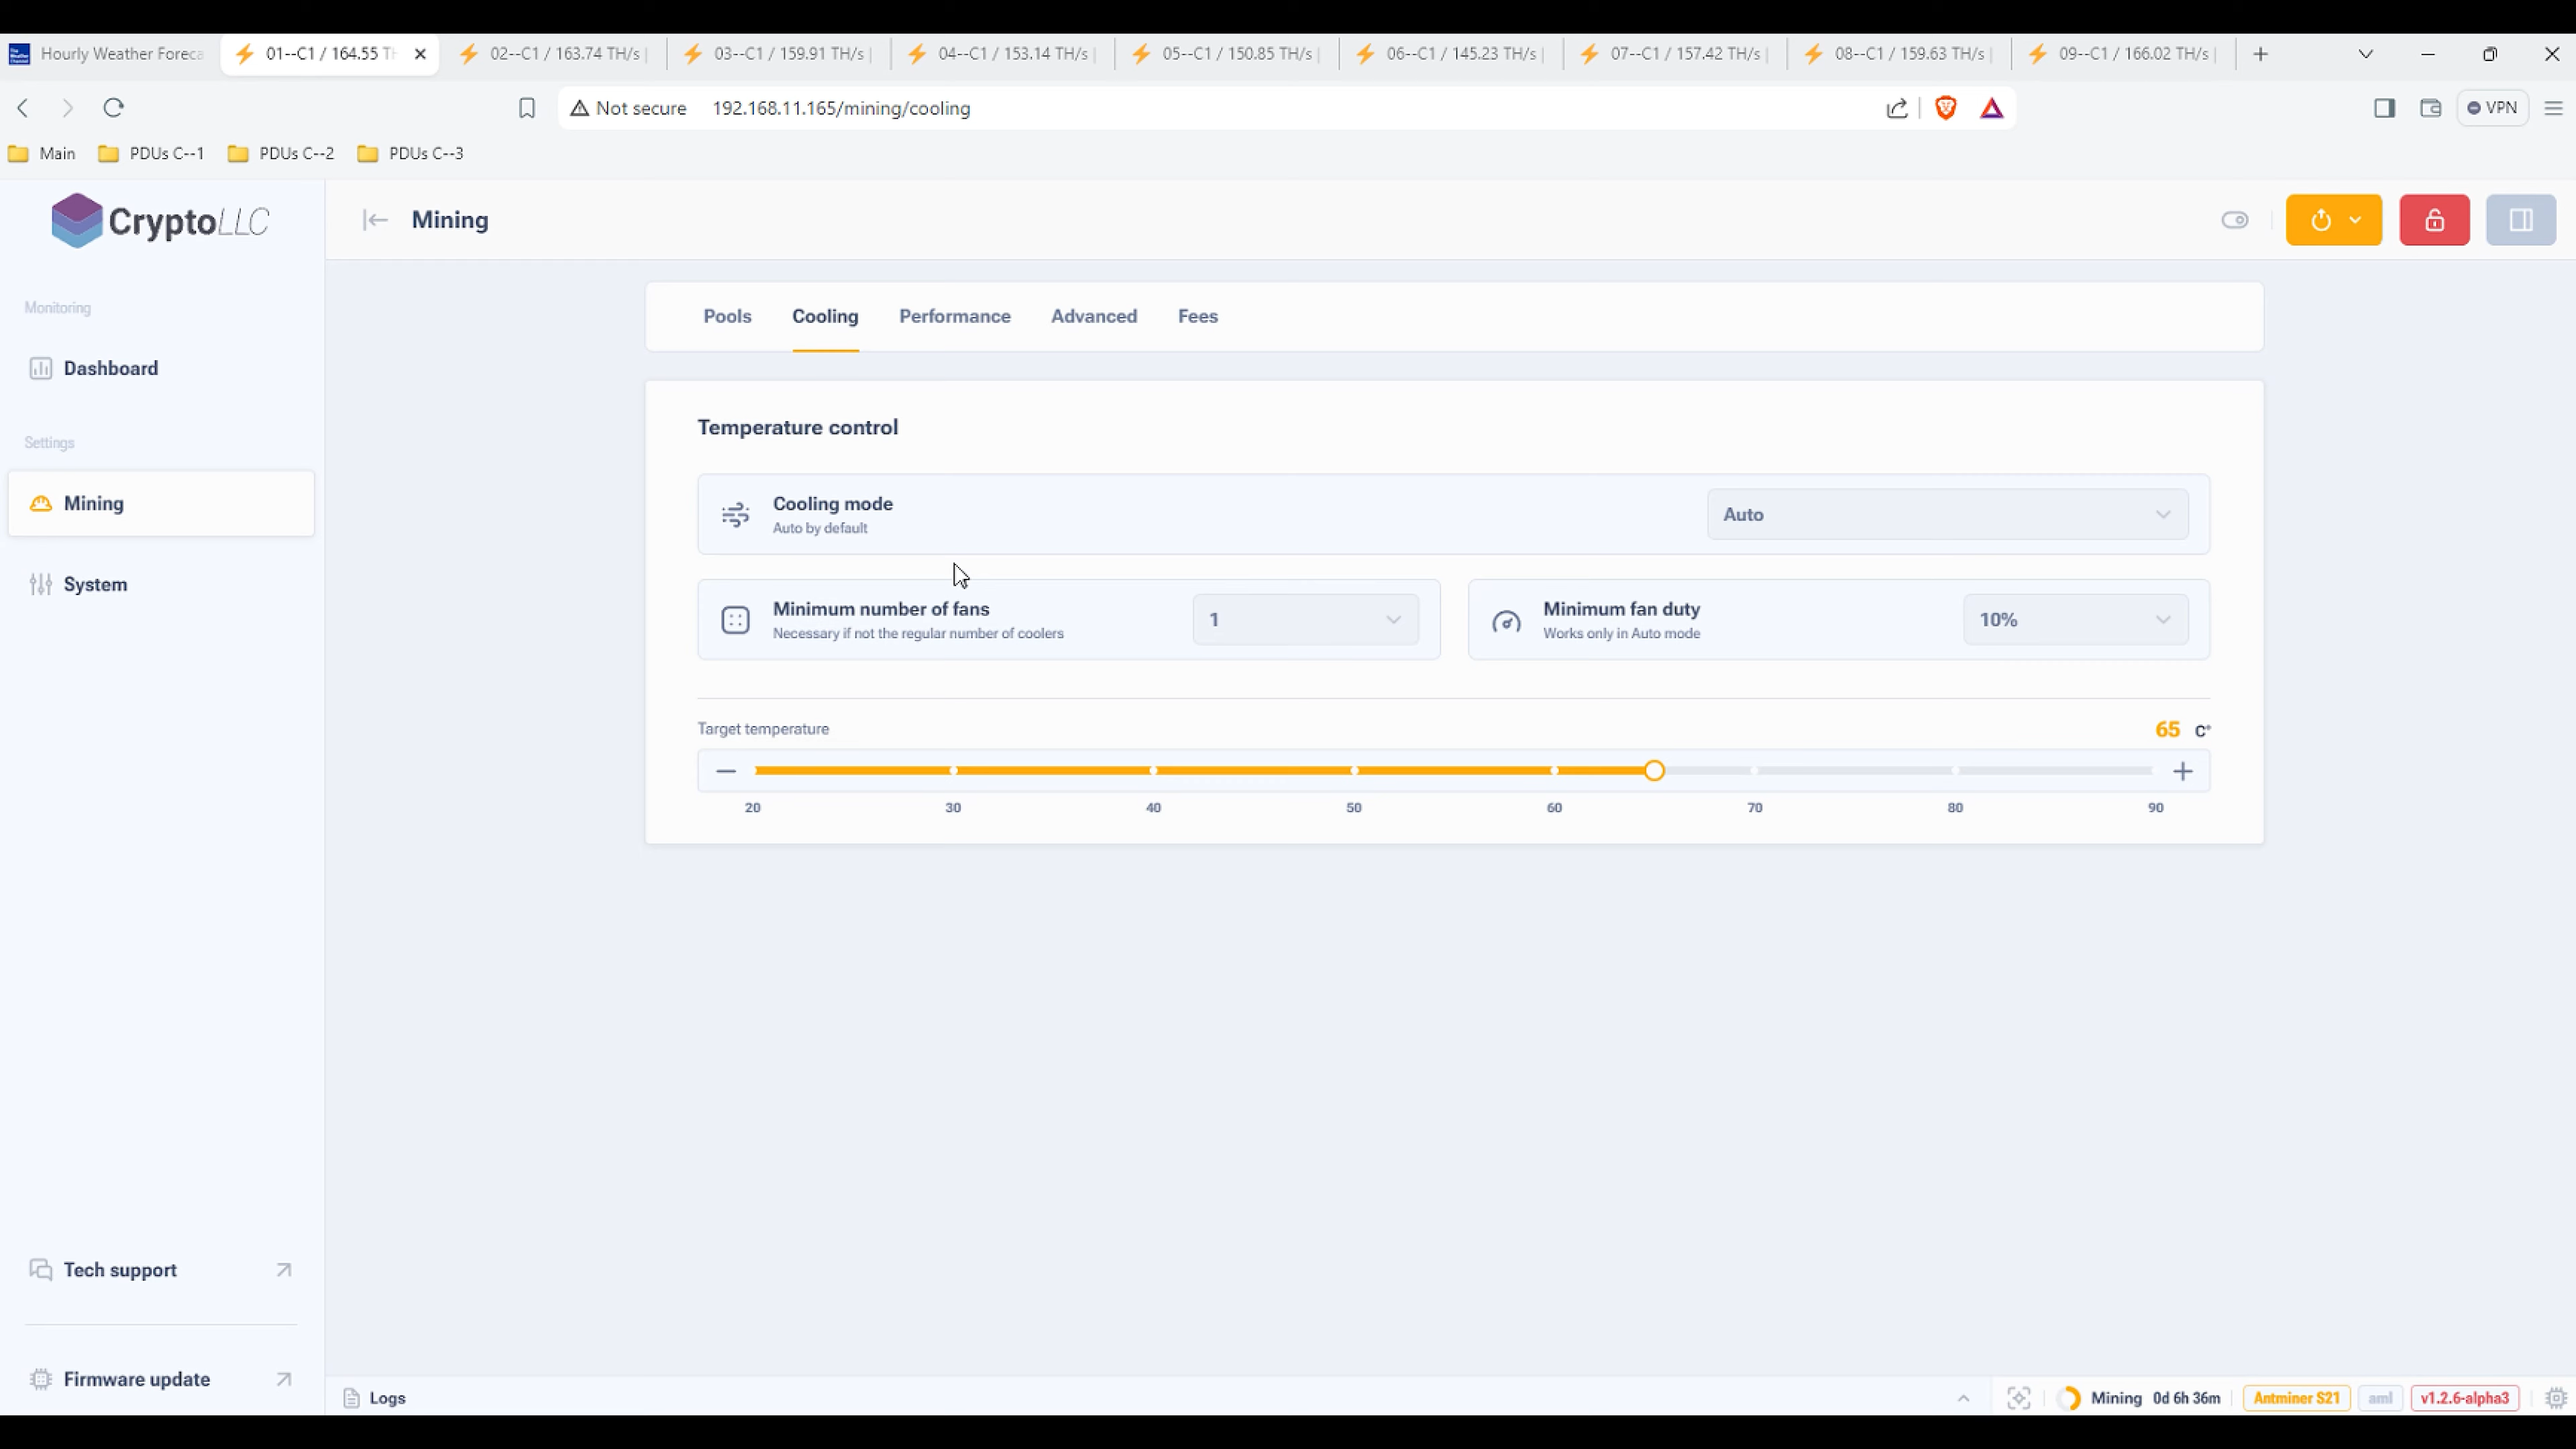 Hourly Weather Foreca
01--C1 / 164.55 TH
02--C1 / 163.74 TH/s |
03--C1 / 159.91 TH/s |
04--C1 / 153.14 TH/s |
05--C1 / 150.85 TH/s |
06--C1 / 145.23 TH/s |
07--C1 / 157.42 TH/s |
08--C1 / 159.63 TH/s |
09--C1 / 166.02 TH/s |
Not secure 192.168.11.165/mining/cooling
VPN
Main PDUs C--1 PDUs C--2 PDUs C--3
CryptoLLC
Mining
Monitoring
Dashboard
Settings
Mining
System
Tech support
Firmware update
Pools Cooling Performance Advanced Fees
Temperature control
Cooling mode
Auto by default
Auto
Minimum number of fans
Necessary if not the regular number of coolers
1
Minimum fan duty
Works only in Auto mode
10%
Target temperature
65 C°
20 30 40 50 60 70 80 90
Logs
Mining 0d 6h 36m
Antminer S21
aml
v1.2.6-alpha3